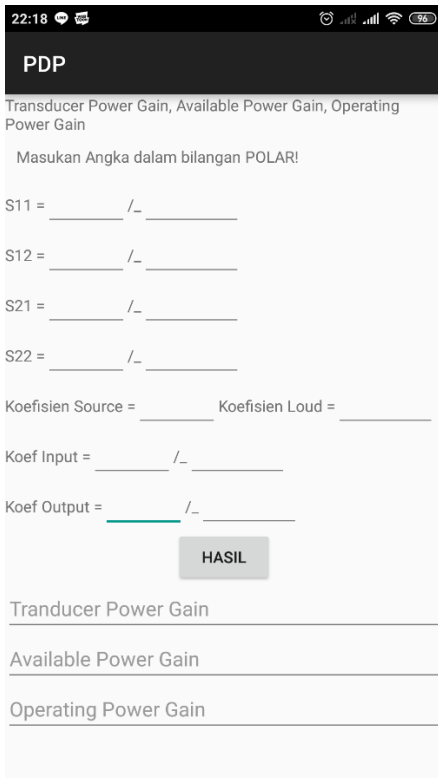 22:18 96
PDP
Transducer Power Gain, Available Power Gain, Operating
Power Gain
Masukan Angka dalam bilangan POLAR!
S11 = /_
S12 = /_
S21 = /_
S22 = /_
Koefisien Source = Koefisien Loud =
Koef Input = /_
Koef Output = /_
HASIL
Tranducer Power Gain
Available Power Gain
Operating Power Gain